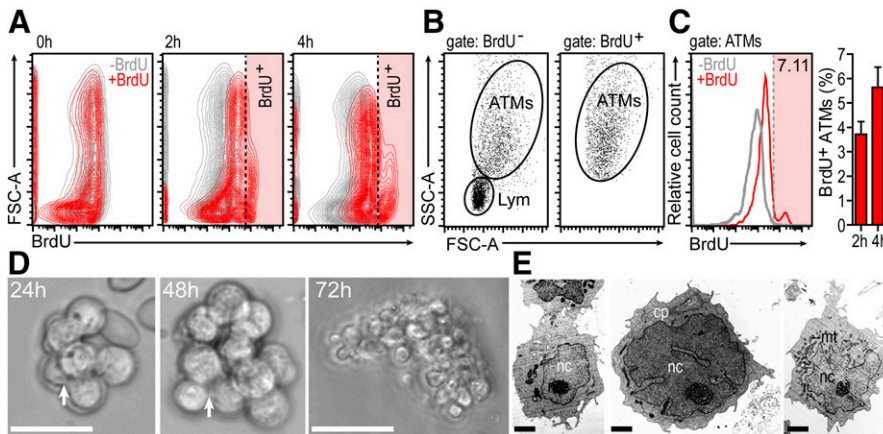 A
0h
-BrdU
+BrdU
2h
BrdU+
4h
BrdU+
FSC-A
BrdU
B
gate: BrdU⁻
gate: BrdU⁺
ATMs
Lym
ATMs
SSC-A
FSC-A
C
gate: ATMs
-BrdU
+BrdU
7.11
Relative cell count
BrdU
BrdU⁺ ATMs (%)
7
6
5
4
3
2
1
0
2h 4h
D
24h
48h
72h
E
nc
cp
nc
mt
nc